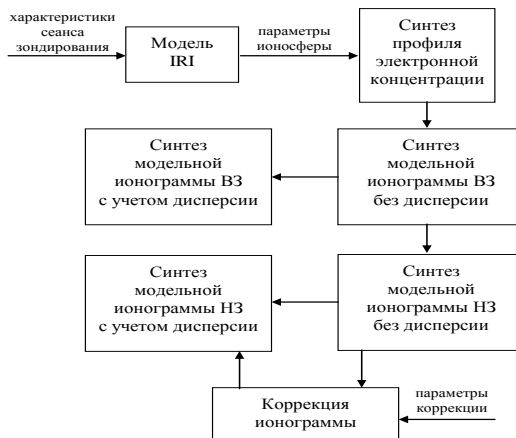 характеристики
сеанса
зондирования
Модель
IRI
параметры
ионосферы
Синтез
профиля
электронной
концентрации
Синтез
модельной
ионограммы ВЗ
с учетом дисперсии
Синтез
модельной
ионограммы ВЗ
без дисперсии
Синтез
модельной
ионограммы НЗ
с учетом дисперсии
Синтез
модельной
ионограммы НЗ
без дисперсии
Коррекция
ионограммы
параметры
коррекции